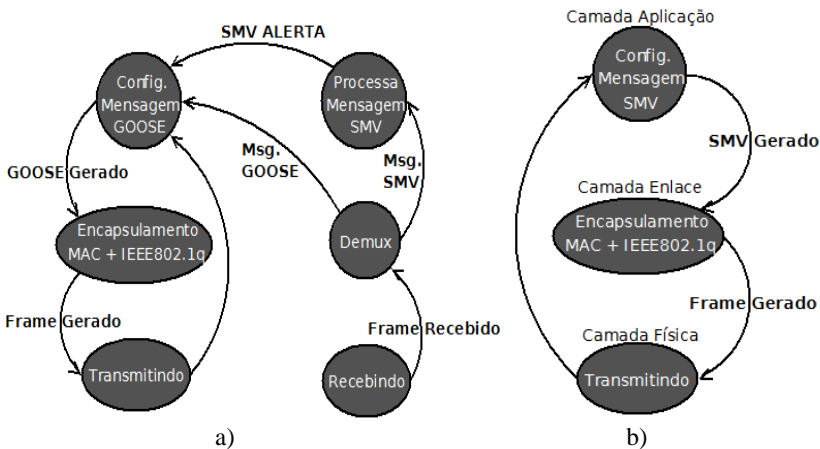 SMV ALERTA
Config.
Mensagem
GOOSE
Processa
Mensagem
SMV
Msg.
GOOSE
Msg.
SMV
GOOSE Gerado
Encapsulamento
MAC + IEEE802.1q
Demux
Frame Gerado
Frame Recebido
Transmitindo
Recebindo
a)
Camada Aplicação
Config.
Mensagem
SMV
SMV Gerado
Camada Enlace
Encapsulamento
MAC + IEEE802.1q
Frame Gerado
Camada Física
Transmitindo
b)